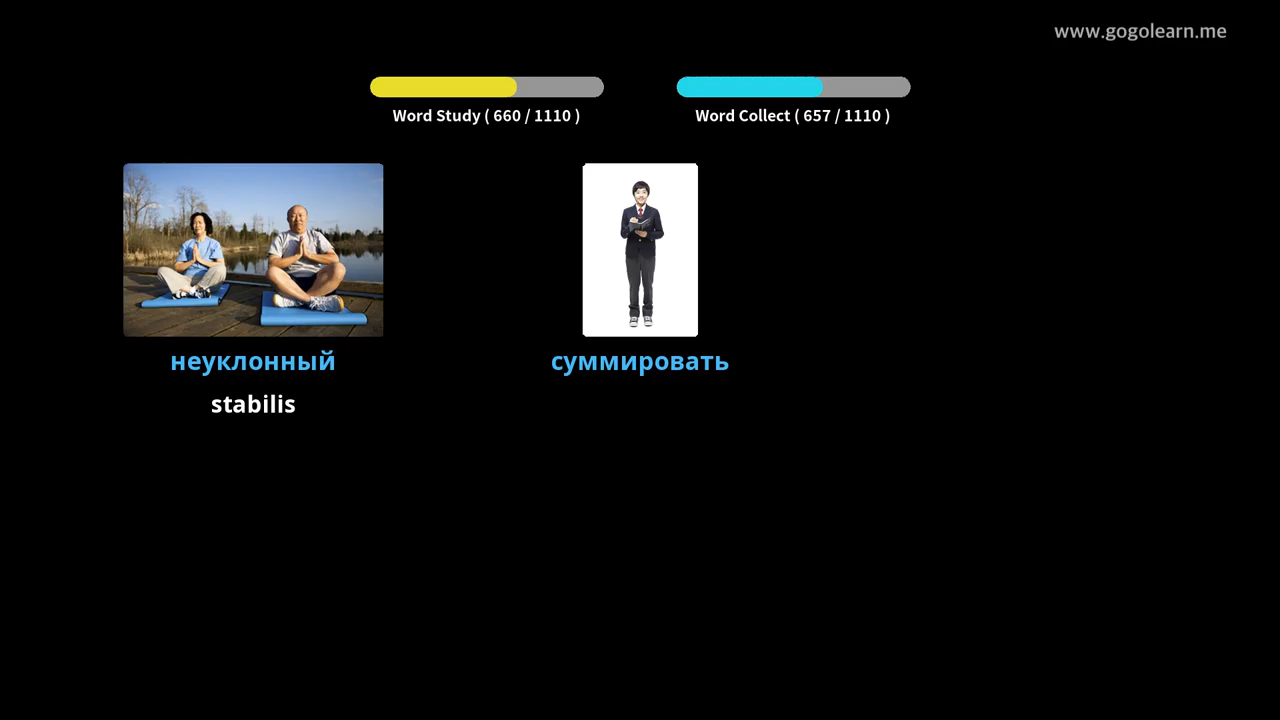 www.gogolearn.me
Word Study ( 660 / 1110 )
Word Collect ( 657 / 1110 )
неуклонный
суммировать
stabilis